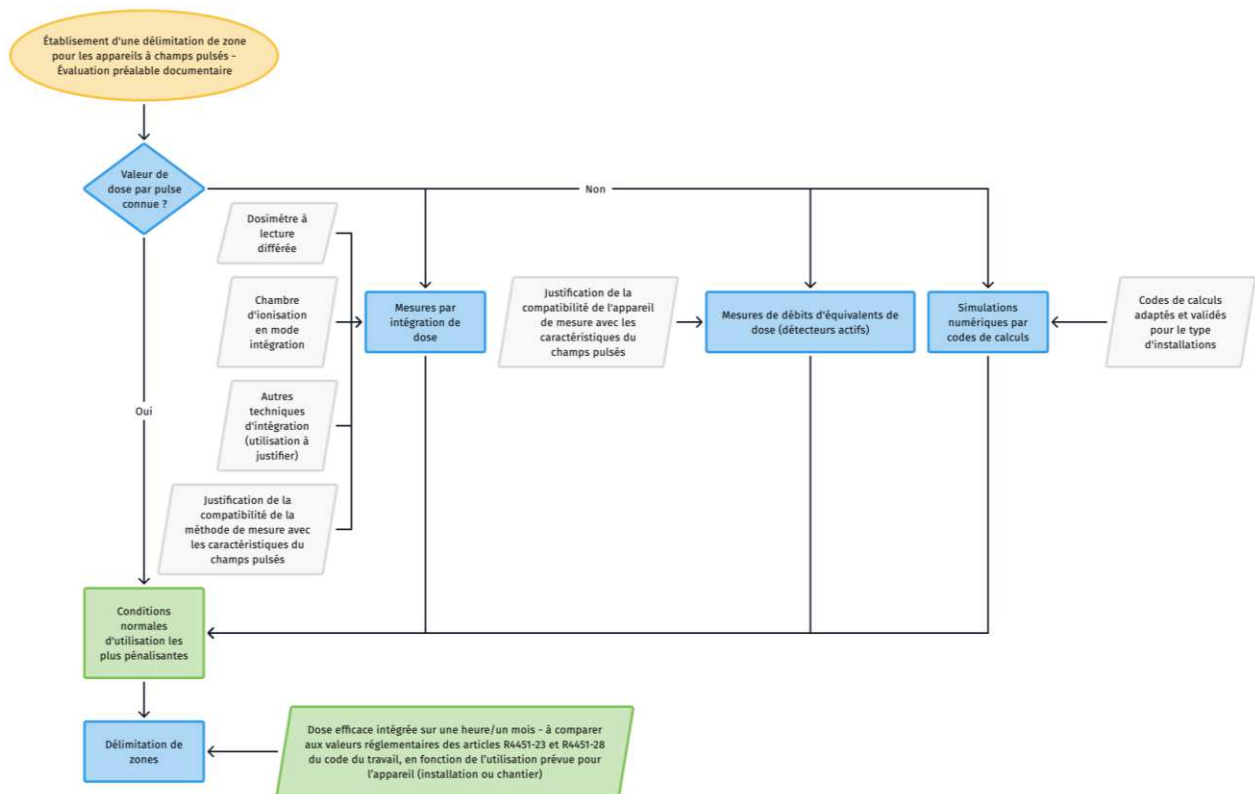 Établisement d'une délimitation de zone
pour les appareils à champs pulsés -
Évaluation préalable documentaire
Valeur de
dose par pulse
connue ?
Non
Dosimétre à
lecture
différée
Chambre
d'ionisation
en mode
intégration
Mesures par
intégration de
dose
Justification de la
compatibilité de l'appareil
de mesure avec les
caractéristiques du
champs pulsés
Mesures de débits d'équivalents de
dose (détecteurs actifs)
Simulations
numériques par
codes de calculs
Codes de calculs
adaptés et validés
pour le type
d'installations
Oui
Autres
techniques
d'intégration
(utilisation à
justifier)
Justification de la
compatibilité de la
méthode de mesure avec
les caractéristiques du
champs pulsés
Conditions
normales
d'utilisation les
plus pénalisantes
Délimitation de
zones
Dose efficace intégrée sur une heure/un mois - à comparer
aux valeurs réglementaires des articles R4451-23 et R4451-28
du code du travail, en fonction de l'utilisation prévue pour
l'appareil (installation ou chantier)